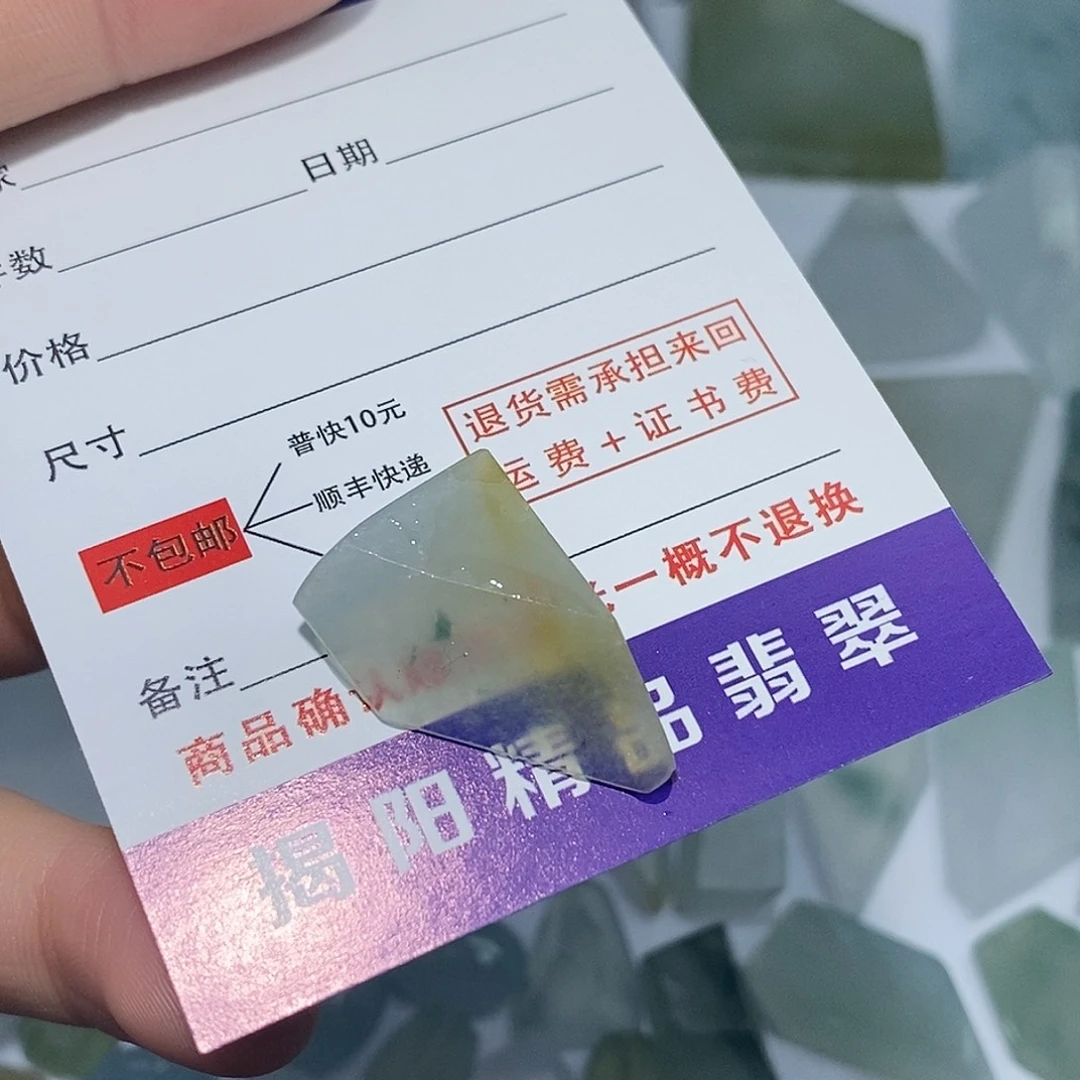 日期
数
价格
尺寸
普快10元
顺丰快递
不包邮
退货需承担来回
运费+证书费
备注
商品确认
一概不退换
揭阳精品翡翠